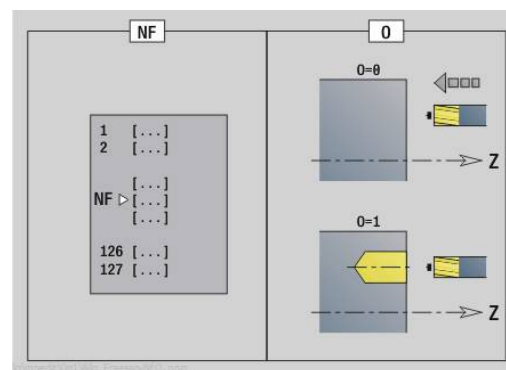 NF
1 [...]
2 [...]
[...]
NF [...]
[...]
126 [...]
127 [...]
O
O=0
Z
O=1
Z